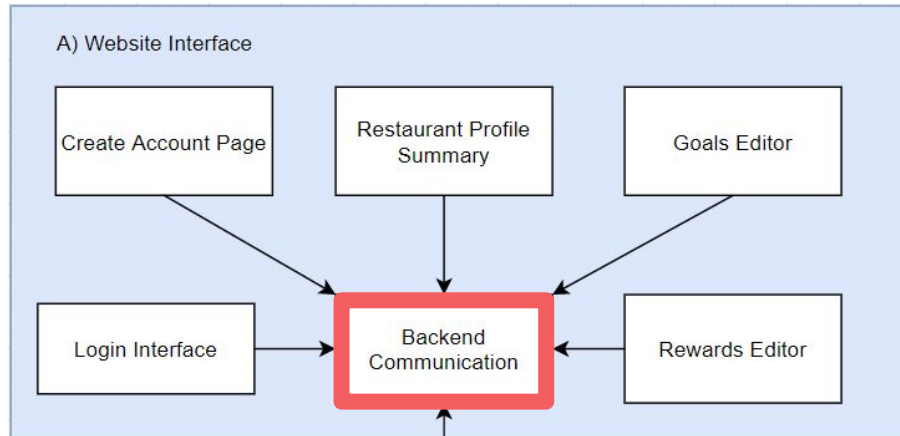 A) Website Interface
Create Account Page
Restaurant Profile
Summary
Goals Editor
Login Interface
Backend
Communication
Rewards Editor